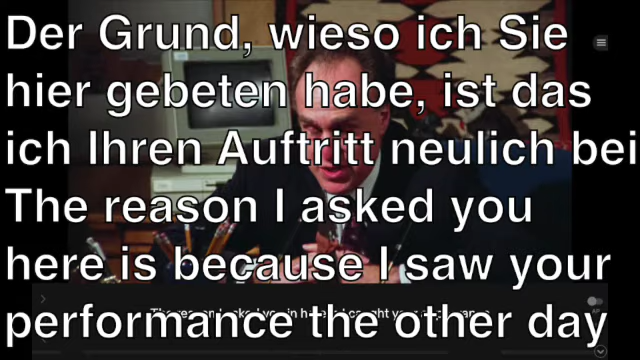 Der Grund, wieso ich Sie
hier gebeten habe, ist das
ich Ihren Auftritt neulich bei
The reason I asked you
here is because I saw your
performance the other day